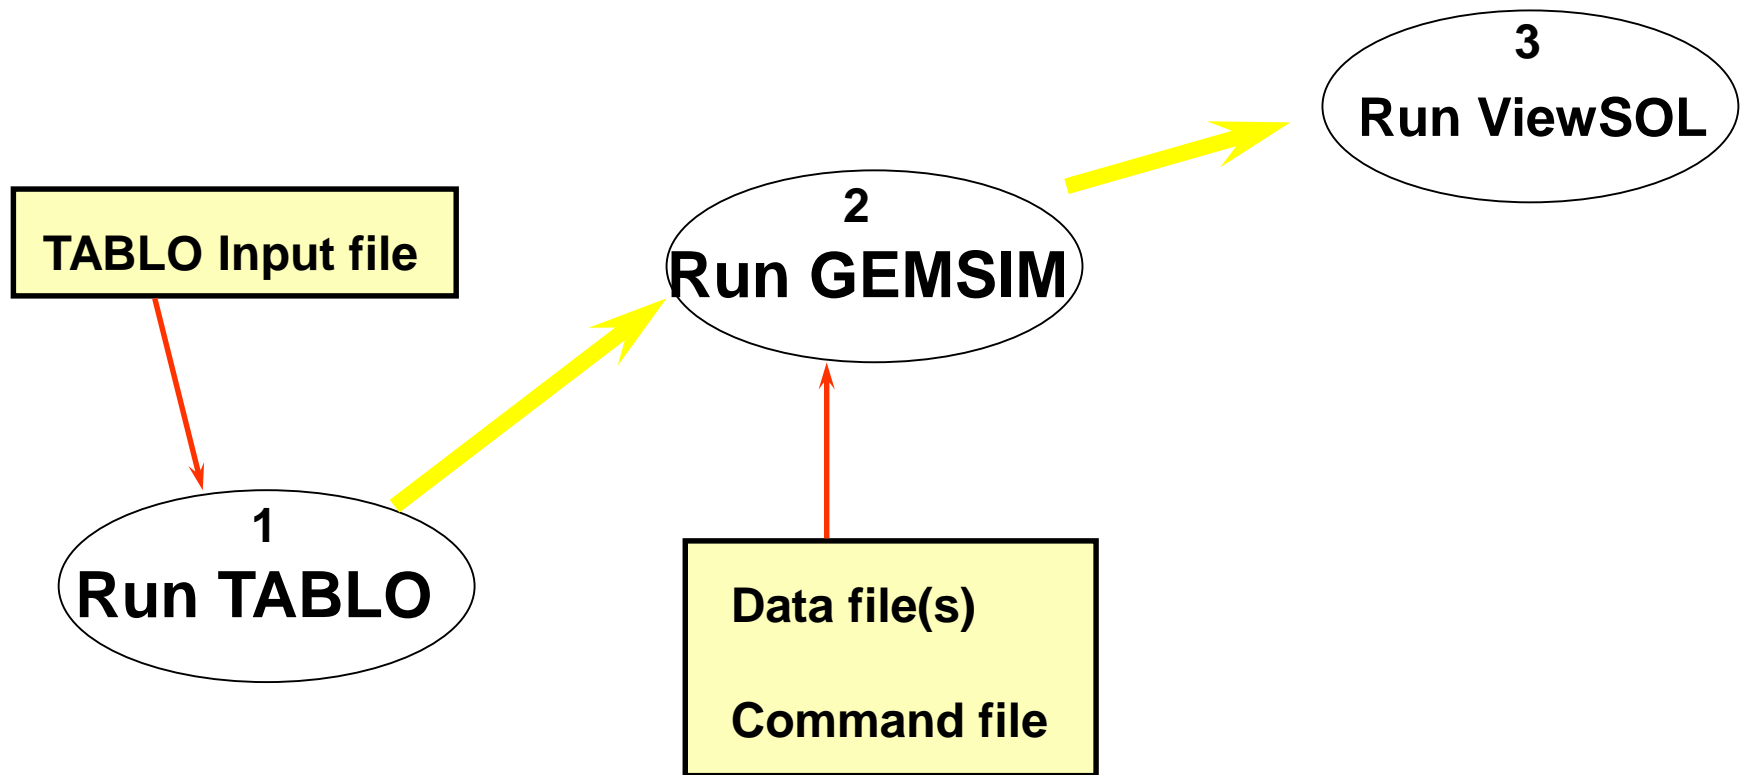 3
Run ViewSOL
2
Run GEMSIM
TABLO Input file
1
Run TABLO
Data file(s)
Command file